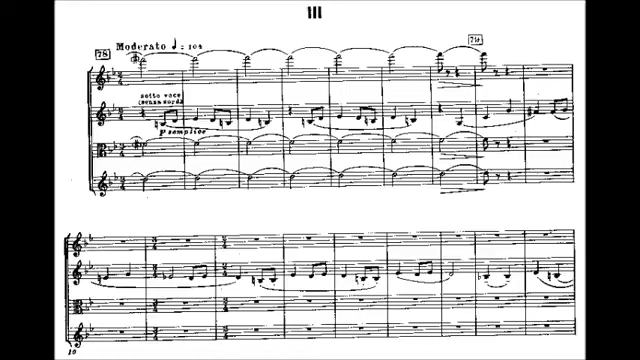 III
78 Moderato ♩ = 104 79
sotto voce
(senza sord.)
p semplice
10